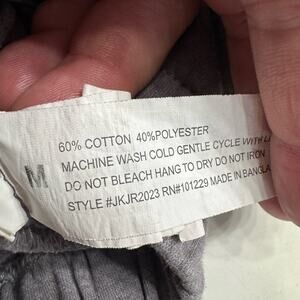 M
60% COTTON 40%POLYESTER
MACHINE WASH COLD GENTLE CYCLE WITH
DO NOT BLEACH HANG TO DRY DO NOT IRON
STYLE #JKJR2023 RN#101229 MADE IN